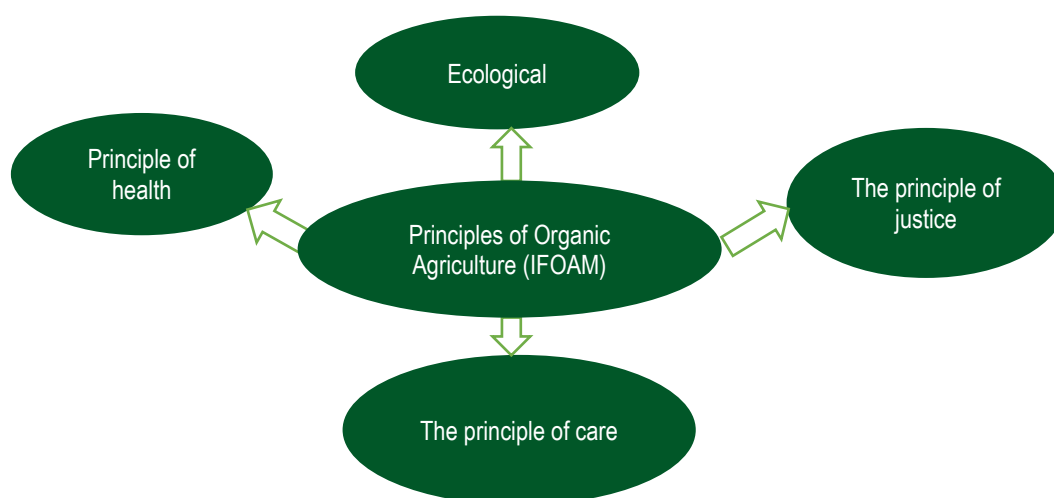 Ecological
Principle of
health
The principle of
justice
Principles of Organic
Agriculture (IFOAM)
The principle of care